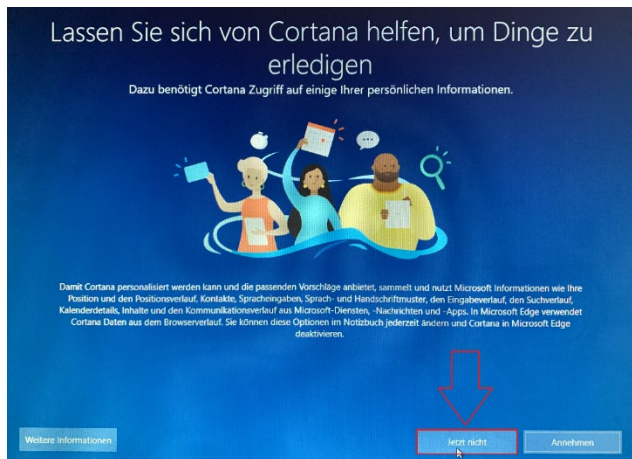 Lassen Sie sich von Cortana helfen, um Dinge zu
erledigen
Dazu benötigt Cortana Zugriff auf einige Ihrer persönlichen Informationen.
Damit Cortana personalisiert werden kann und die passenden Vorschläge anbietet, sammelt und nutzt Microsoft Informationen wie Ihre
Position und den Positionsverlauf, Kontakte, Spracheingaben, Sprach- und Handschriftmuster, den Eingabeverlauf, den Suchverlauf,
Kalenderdetails, Inhalte und den Kommunikationsverlauf aus Microsoft-Diensten, -Nachrichten und -Apps. In Microsoft Edge verwendet
Cortana Daten aus dem Browserverlauf. Sie können diese Optionen im Notizbuch jederzeit ändern und Cortana in Microsoft Edge
deaktivieren.
Weitere Informationen
Jetzt nicht
Annehmen